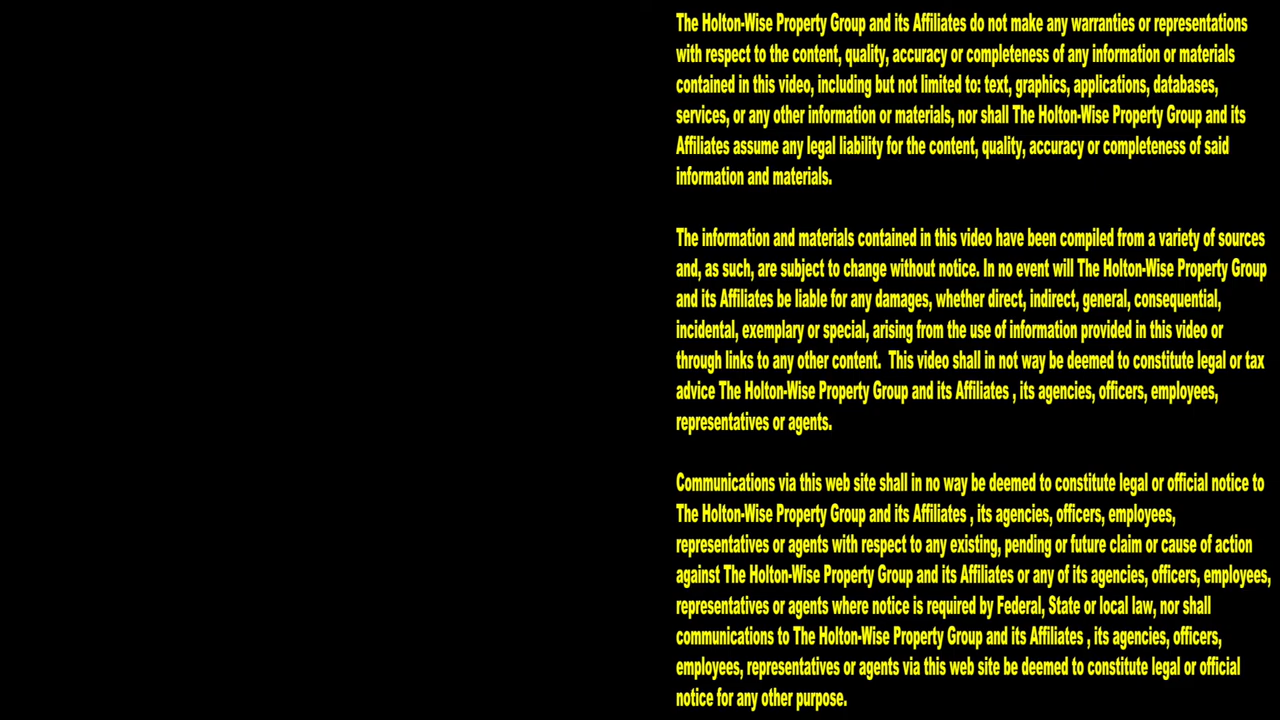 The Holton-Wise Property Group and its Affiliates do not make any warranties or representations
with respect to the content, quality, accuracy or completeness of any information or materials
contained in this video, including but not limited to: text, graphics, applications, databases,
services, or any other information or materials, nor shall The Holton-Wise Property Group and its
Affiliates assume any legal liability for the content, quality, accuracy or completeness of said
information and materials.
The information and materials contained in this video have been compiled from a variety of sources
and, as such, are subject to change without notice. In no event will The Holton-Wise Property Group
and its Affiliates be liable for any damages, whether direct, indirect, general, consequential,
incidental, exemplary or special, arising from the use of information provided in this video or
through links to any other content.  This video shall in not way be deemed to constitute legal or tax
advice The Holton-Wise Property Group and its Affiliates , its agencies, officers, employees,
representatives or agents.
Communications via this web site shall in no way be deemed to constitute legal or official notice to
The Holton-Wise Property Group and its Affiliates , its agencies, officers, employees,
representatives or agents with respect to any existing, pending or future claim or cause of action
against The Holton-Wise Property Group and its Affiliates or any of its agencies, officers, employees,
representatives or agents where notice is required by Federal, State or local law, nor shall
communications to The Holton-Wise Property Group and its Affiliates , its agencies, officers,
employees, representatives or agents via this web site be deemed to constitute legal or official
notice for any other purpose.